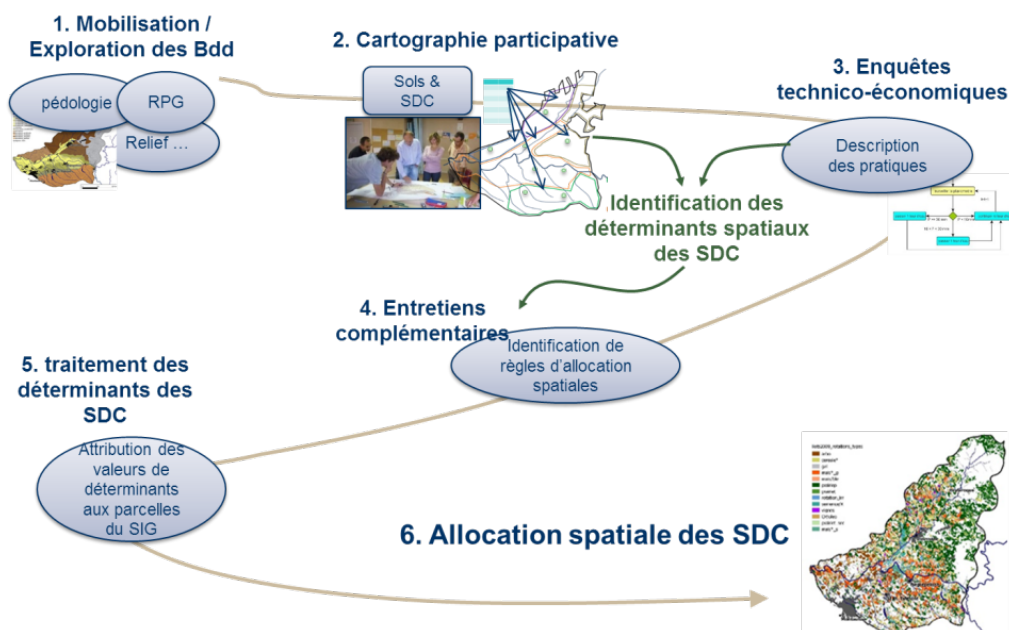 1. Mobilisation /
Exploration des Bdd
pédologie
RPG
Relief ...
2. Cartographie participative
Sols &
SDC
3. Enquêtes
technico-économiques
Description
des pratiques
Identification des
déterminants spatiaux
des SDC
4. Entretiens
complémentaires
Identification de
règles d'allocation
spatiales
5. traitement des
déterminants des
SDC
Attribution des
valeurs de
déterminants
aux parcelles
du SIG
6. Allocation spatiale des SDC